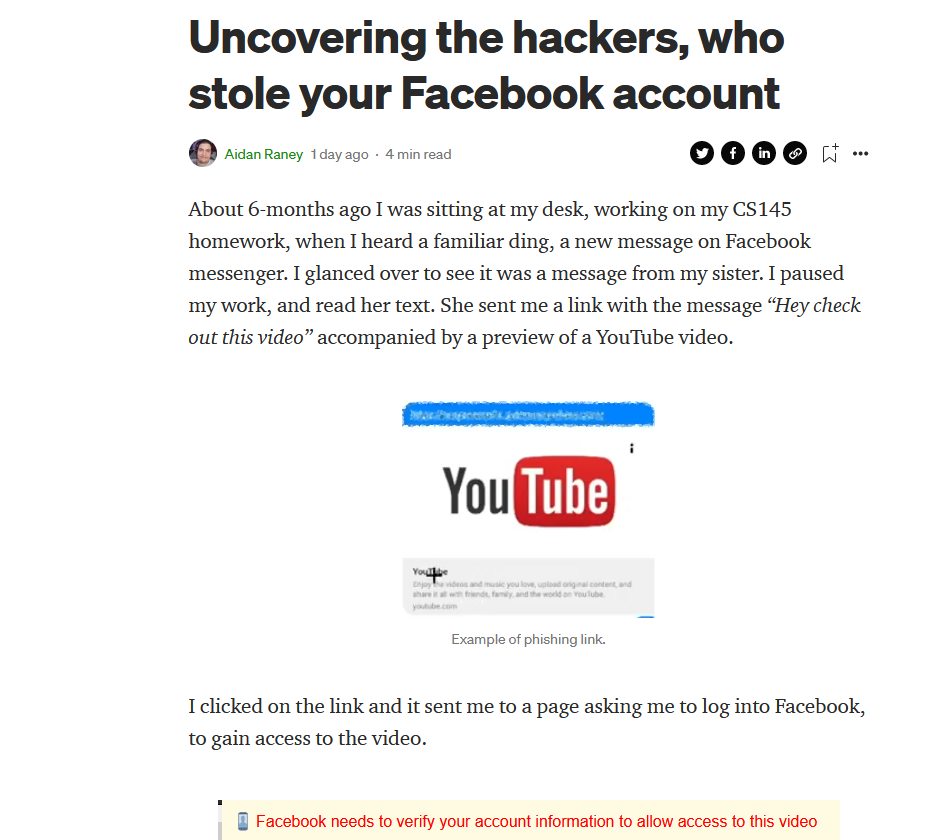 Uncovering the hackers, who
stole your Facebook account
Aidan Raney 1 day ago · 4 min read
About 6-months ago I was sitting at my desk, working on my CS145
homework, when I heard a familiar ding, a new message on Facebook
messenger. I glanced over to see it was a message from my sister. I paused
my work, and read her text. She sent me a link with the message “Hey check
out this video” accompanied by a preview of a YouTube video.
YouTube
YouTube
Enjoy the videos and music you love, upload original content, and
share it all with friends, family, and the world on YouTube.
youtube.com
Example of phishing link.
I clicked on the link and it sent me to a page asking me to log into Facebook,
to gain access to the video.
Facebook needs to verify your account information to allow access to this video